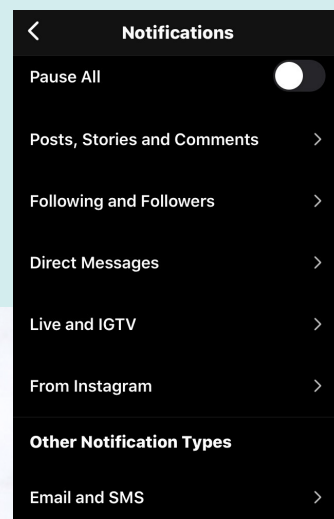 Notifications
Pause All
Posts, Stories and Comments
Following and Followers
Direct Messages
Live and IGTV
From Instagram
Other Notification Types
Email and SMS